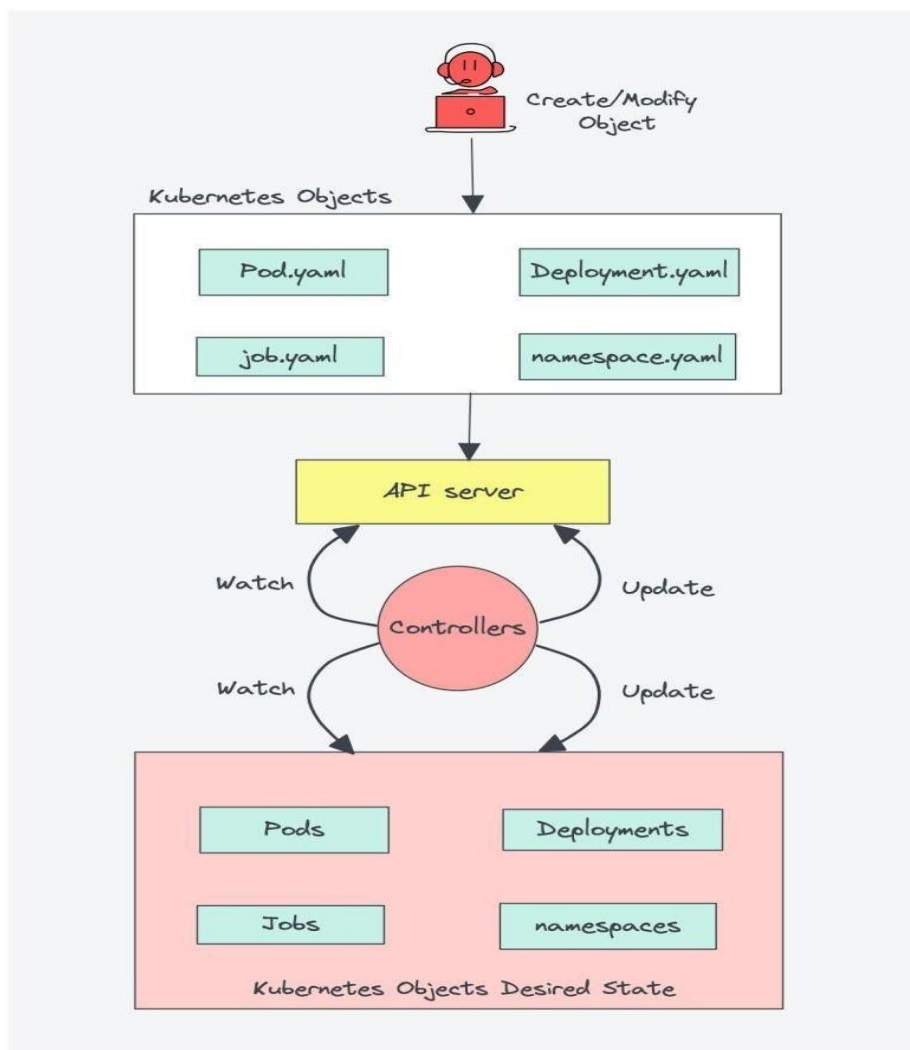 Create/Modify
Object
Kubernetes Objects
Pod.yaml
Deployment.yaml
job.yaml
namespace.yaml
API server
Watch
Update
Controllers
Watch
Update
Pods
Deployments
Jobs
namespaces
Kubernetes Objects Desired State